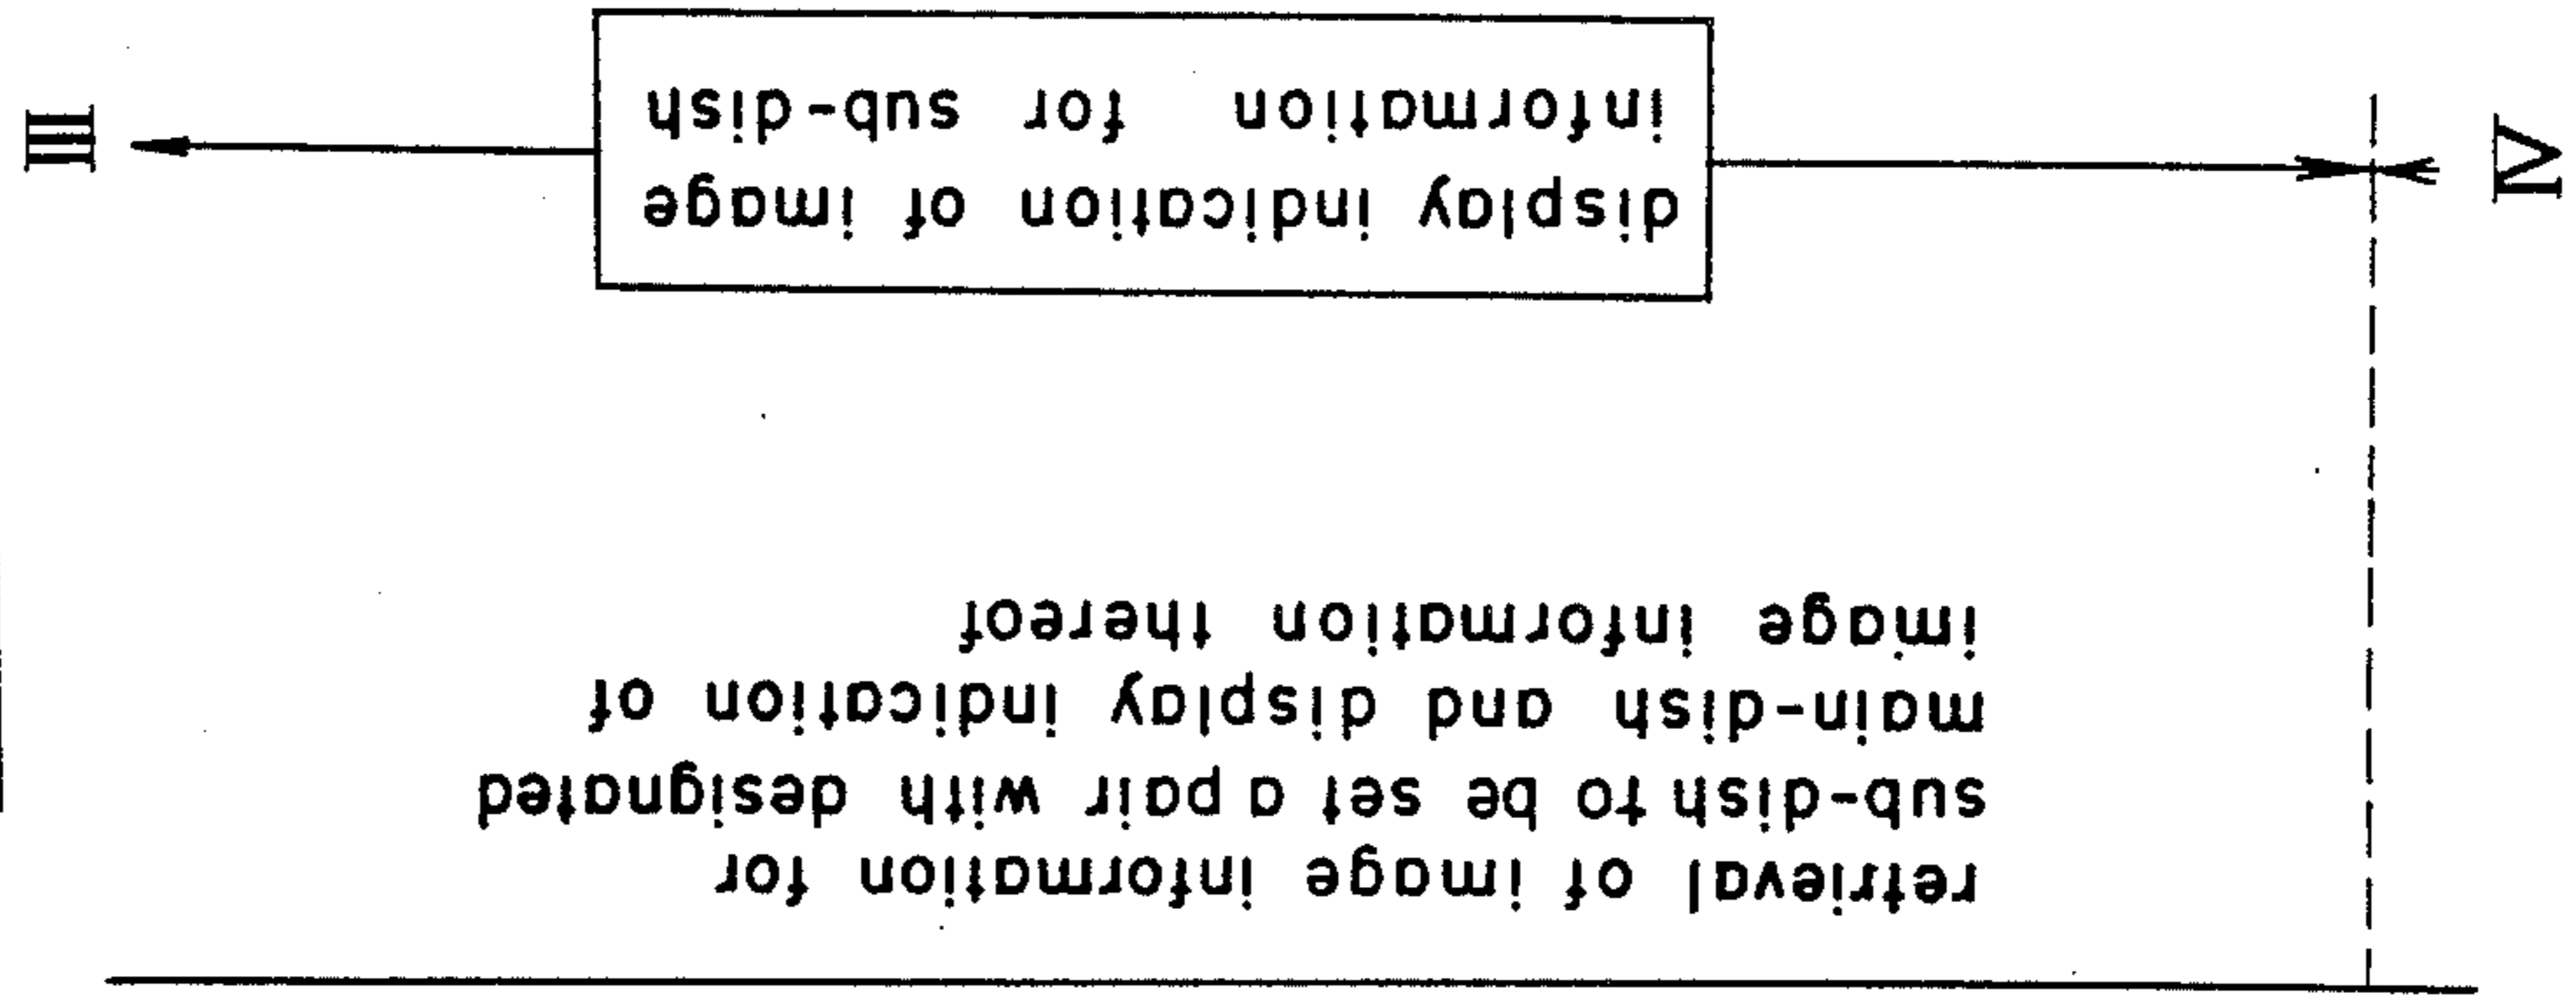 retrieval of image information for
sub-dish to be set a pair with designated
main-dish and display indication of
image information thereof
IV
display indication of image
information for sub-dish
III